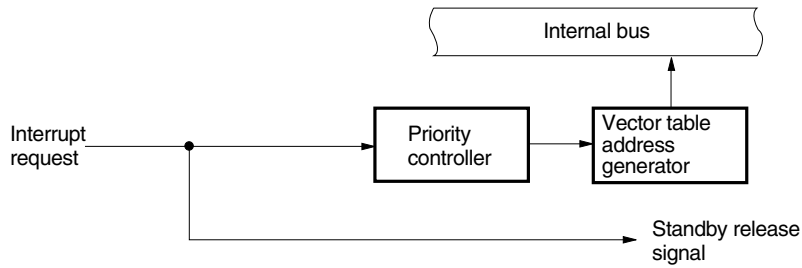 Internal bus
Interrupt
request
Priority
controller
Vector table
address
generator
Standby release
signal